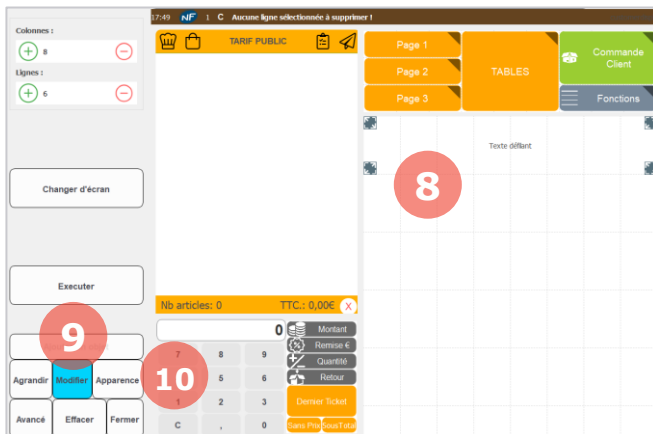 17:49 NF 1 C Aucune ligne sélectionnée à supprimer !
Colonnes :
8
Lignes :
6
Changer d'écran
Executer
9
Agrandir Modifier Apparence
Avancé Effacer Fermer
TARIF PUBLIC
Nb articles: 0 TTC.: 0,00€ X
0
7 8 9
10 5 6
1 2 3
C , 0
Montant
Remise €
Quantité
Retour
Dernier Ticket
Sans Prix SousTotal
Page 1
Page 2
Page 3
TABLES
Commande
Client
Fonctions
Texte défilant
8